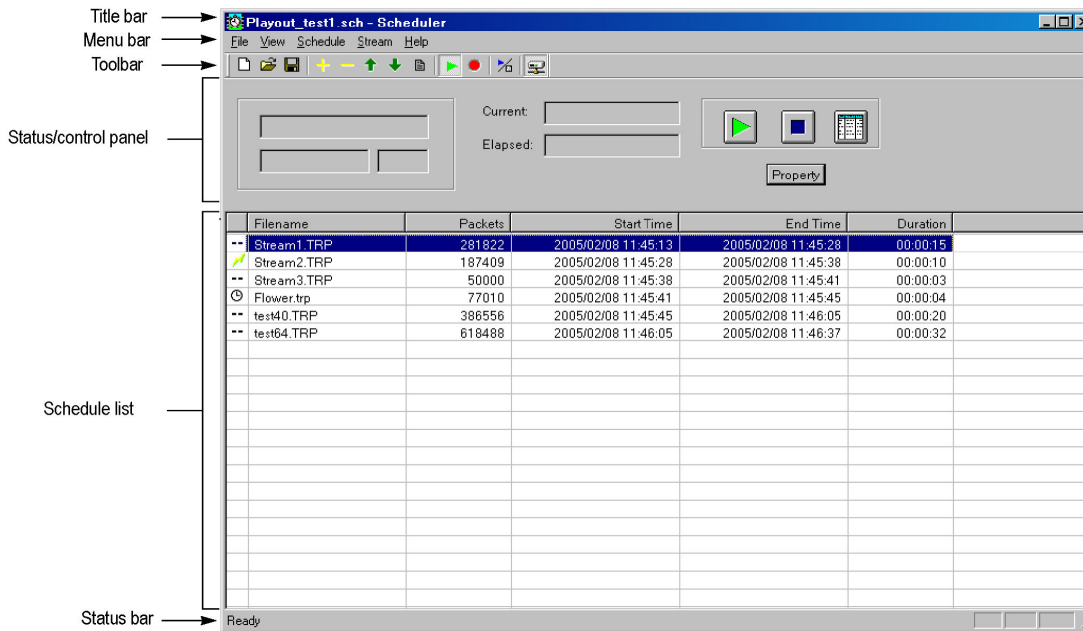 Title bar
Playout_test1.sch - Scheduler
Menu bar
File View Schedule Stream Help
Toolbar
Status/control panel
Current:
Elapsed:
Property
Filename Packets Start Time End Time Duration
-- Stream1.TRP 281822 2005/02/08 11:45:13 2005/02/08 11:45:28 00:00:15
Stream2.TRP 187409 2005/02/08 11:45:28 2005/02/08 11:45:38 00:00:10
-- Stream3.TRP 50000 2005/02/08 11:45:38 2005/02/08 11:45:41 00:00:03
Flower.trp 77010 2005/02/08 11:45:41 2005/02/08 11:45:45 00:00:04
-- test40.TRP 386556 2005/02/08 11:45:45 2005/02/08 11:46:05 00:00:20
-- test64.TRP 618488 2005/02/08 11:46:05 2005/02/08 11:46:37 00:00:32
Schedule list
Status bar
Ready